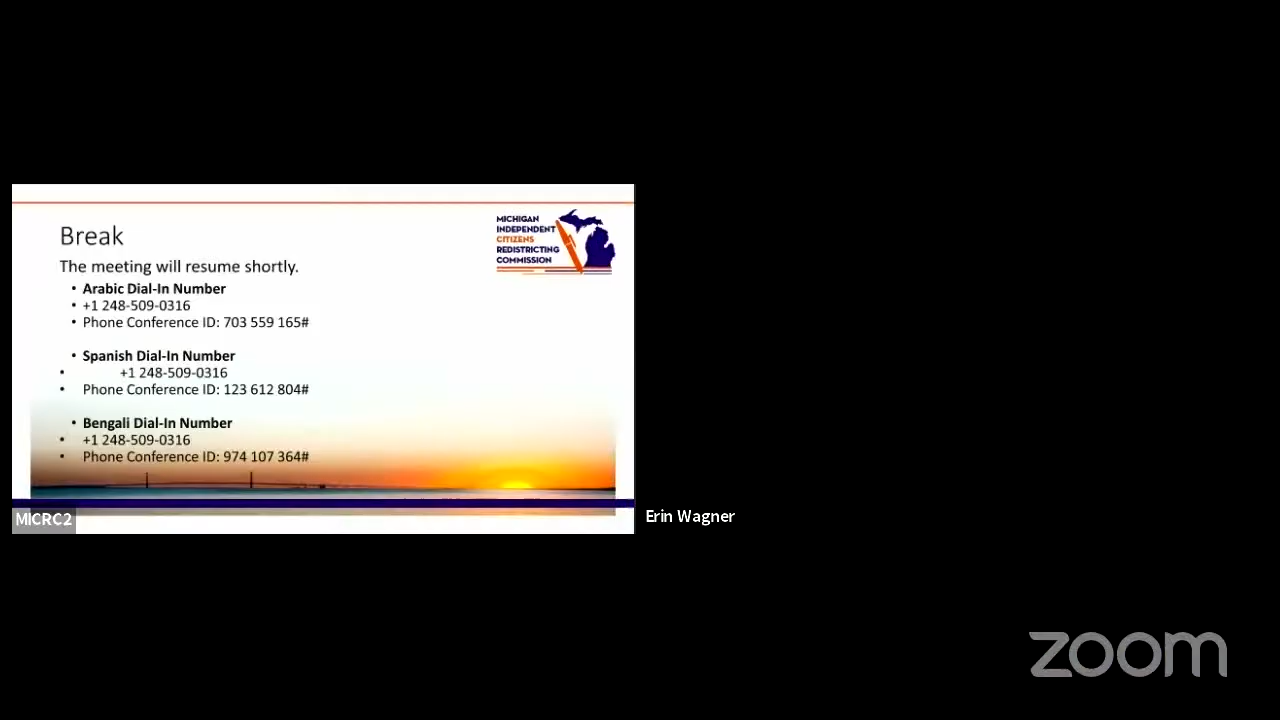 Break
The meeting will resume shortly.
• Arabic Dial-In Number
• +1 248-509-0316
• Phone Conference ID: 703 559 165#
• Spanish Dial-In Number
• +1 248-509-0316
• Phone Conference ID: 123 612 804#
• Bengali Dial-In Number
• +1 248-509-0316
• Phone Conference ID: 974 107 364#
MICHIGAN
INDEPENDENT
CITIZENS
REDISTRICTING
COMMISSION
MICRC2
Erin Wagner
zoom